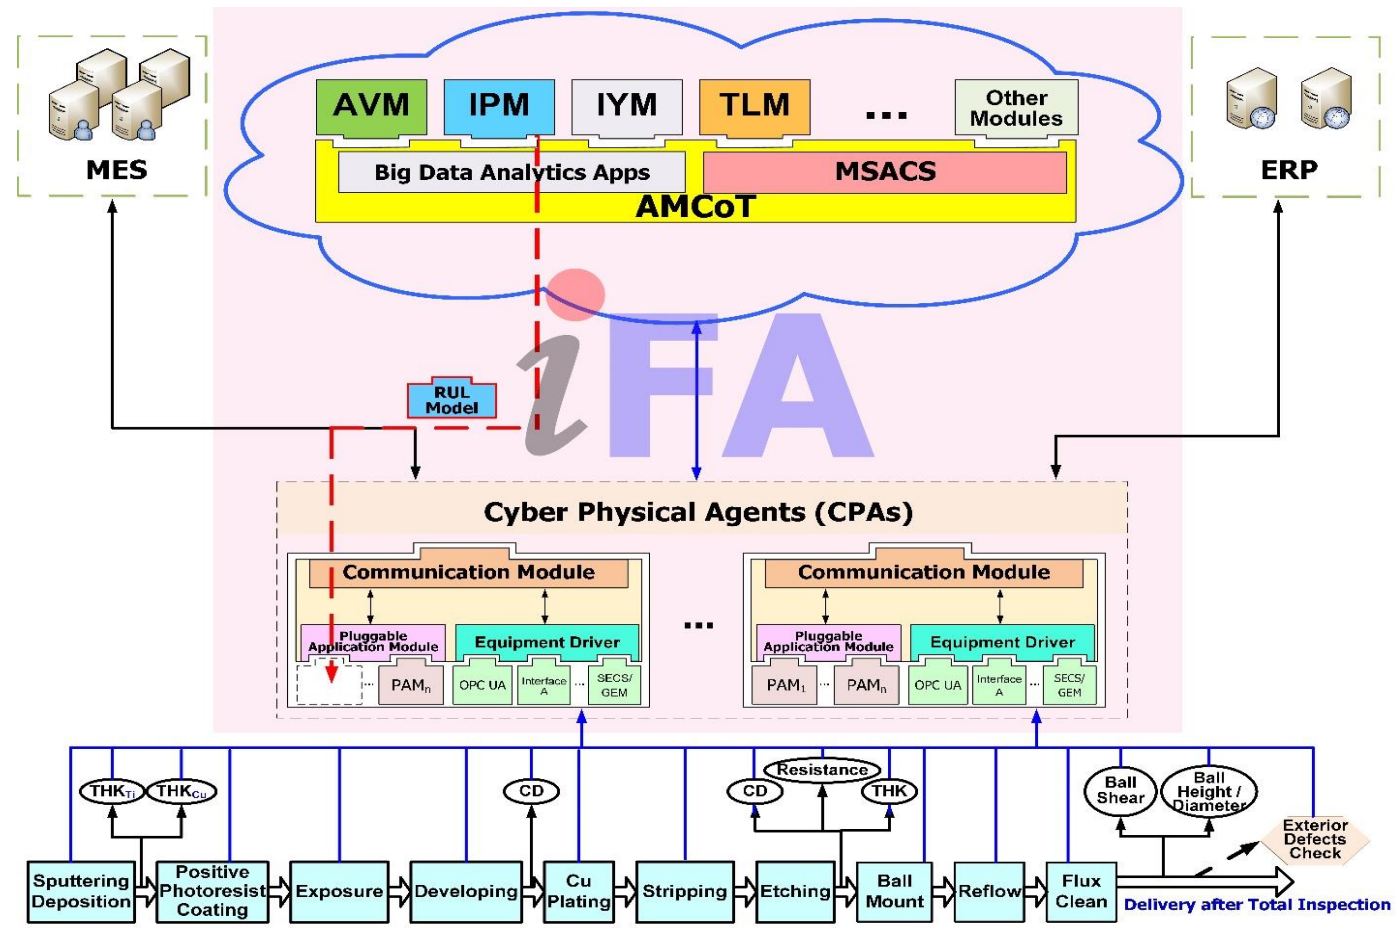 AVM
IPM
IYM
TLM
...
Other
Modules
MES
ERP
Big Data Analytics Apps
MSACS
AMCoT
iFA
RUL
Model
Cyber Physical Agents (CPAs)
Communication Module
Pluggable
Application Module
Equipment Driver
...
PAMn
OPC UA
Interface
A
...
SECS/
GEM
...
Communication Module
Pluggable
Application Module
Equipment Driver
PAM1
...
PAMn
OPC UA
Interface
A
...
SECS/
GEM
THKTi
THKCu
CD
CD
Resistance
THK
Ball
Shear
Ball
Height /
Diameter
Exterior
Defects
Check
Sputtering
Deposition
Positive
Photoresist
Coating
Exposure
Developing
Cu
Plating
Stripping
Etching
Ball
Mount
Reflow
Flux
Clean
Delivery after Total Inspection